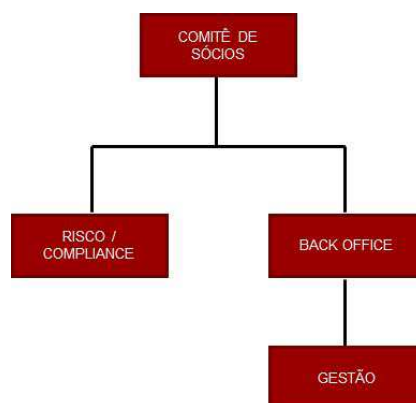 COMITÊ DE
SÓCIOS
RISCO /
COMPLIANCE
BACK OFFICE
GESTÃO